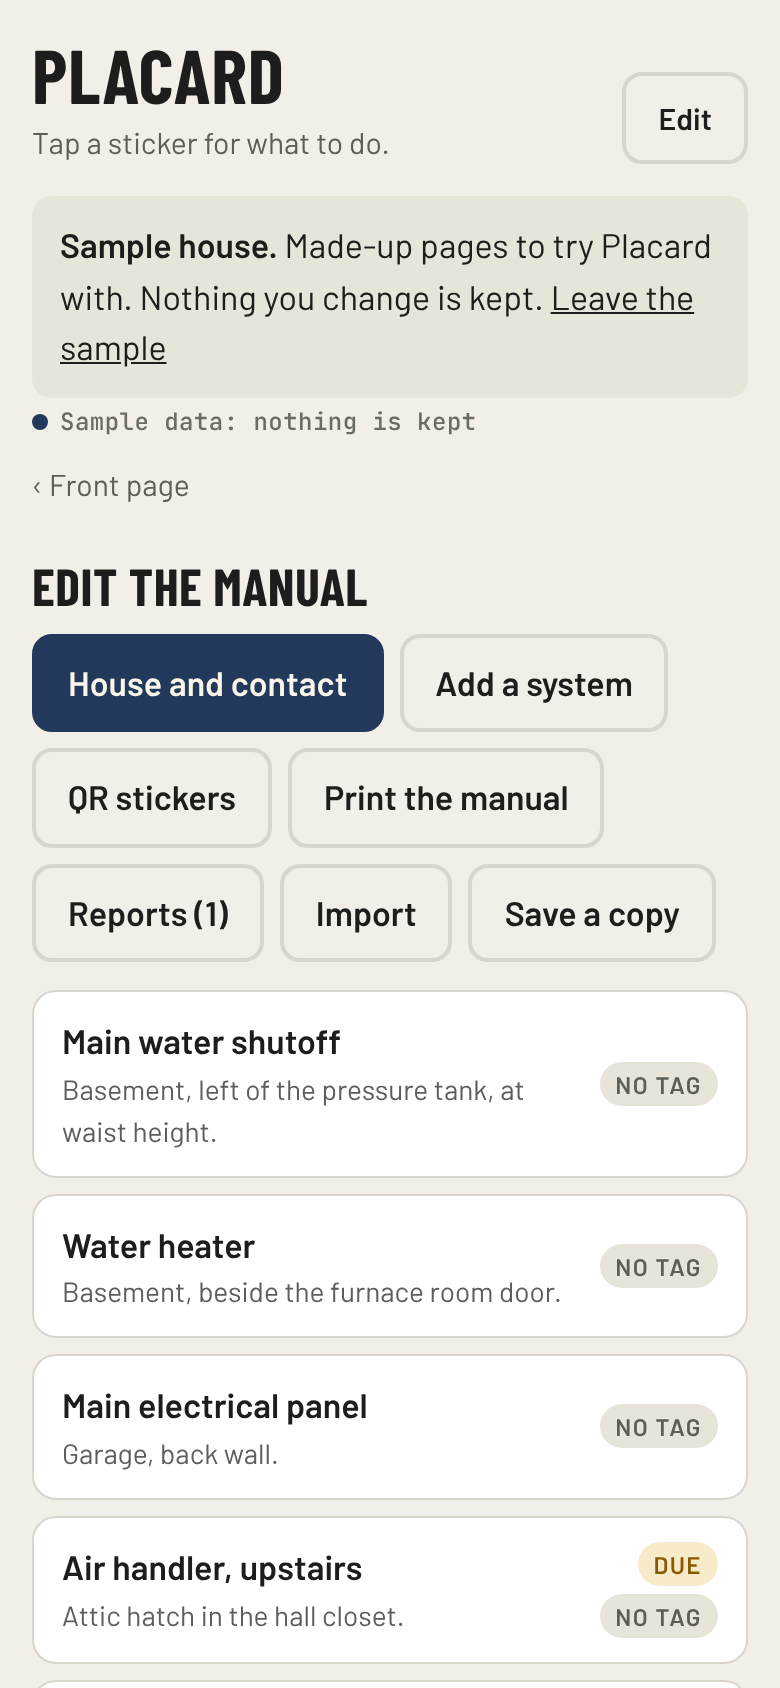 PLACARD
Tap a sticker for what to do.
Edit
Sample house. Made-up pages to try Placard
with. Nothing you change is kept. Leave the
sample
Sample data: nothing is kept
‹ Front page
EDIT THE MANUAL
House and contact
Add a system
QR stickers
Print the manual
Reports (1)
Import
Save a copy
Main water shutoff
Basement, left of the pressure tank, at
waist height.
NO TAG
Water heater
Basement, beside the furnace room door.
NO TAG
Main electrical panel
Garage, back wall.
NO TAG
Air handler, upstairs
Attic hatch in the hall closet.
DUE
NO TAG